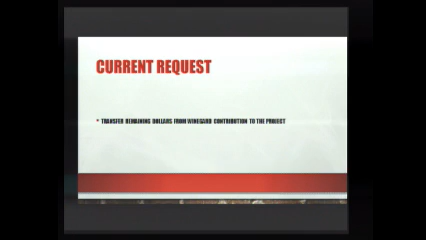 CURRENT REQUEST
• TRANSFER REMAINING DOLLARS FROM WINEGARD CONTRIBUTION TO THE PROJECT